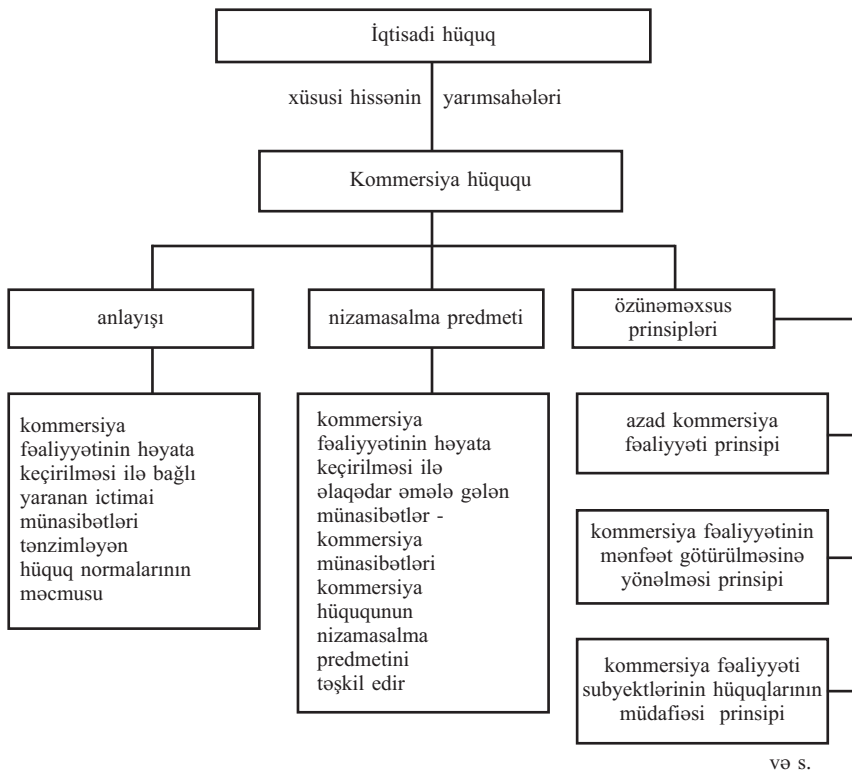 İqtisadi hüquq
xüsusi hissənin yarımsahələri
Kommersiya hüququ
anlayışı
nizamasalma predmeti
özünəməxsus
prinsipləri
kommersiya
fəaliyyətinin həyata
keçirilməsi ilə bağlı
yaranan ictimai
münasibətləri
tənzimləyən
hüquq normalarının
məcmusu
kommersiya
fəaliyyətinin həyata
keçirilməsi ilə
əlaqədar əmələ gələn
münasibətlər -
kommersiya
münasibətləri
kommersiya
hüququnun
nizamasalma
predmetini
təşkil edir
azad kommersiya
fəaliyyəti prinsipi
kommersiya fəaliyyətinin
mənfəət götürülməsinə
yönəlməsi prinsipi
kommersiya fəaliyyəti
subyektlərinin hüquqlarının
müdafiəsi prinsipi
və s.